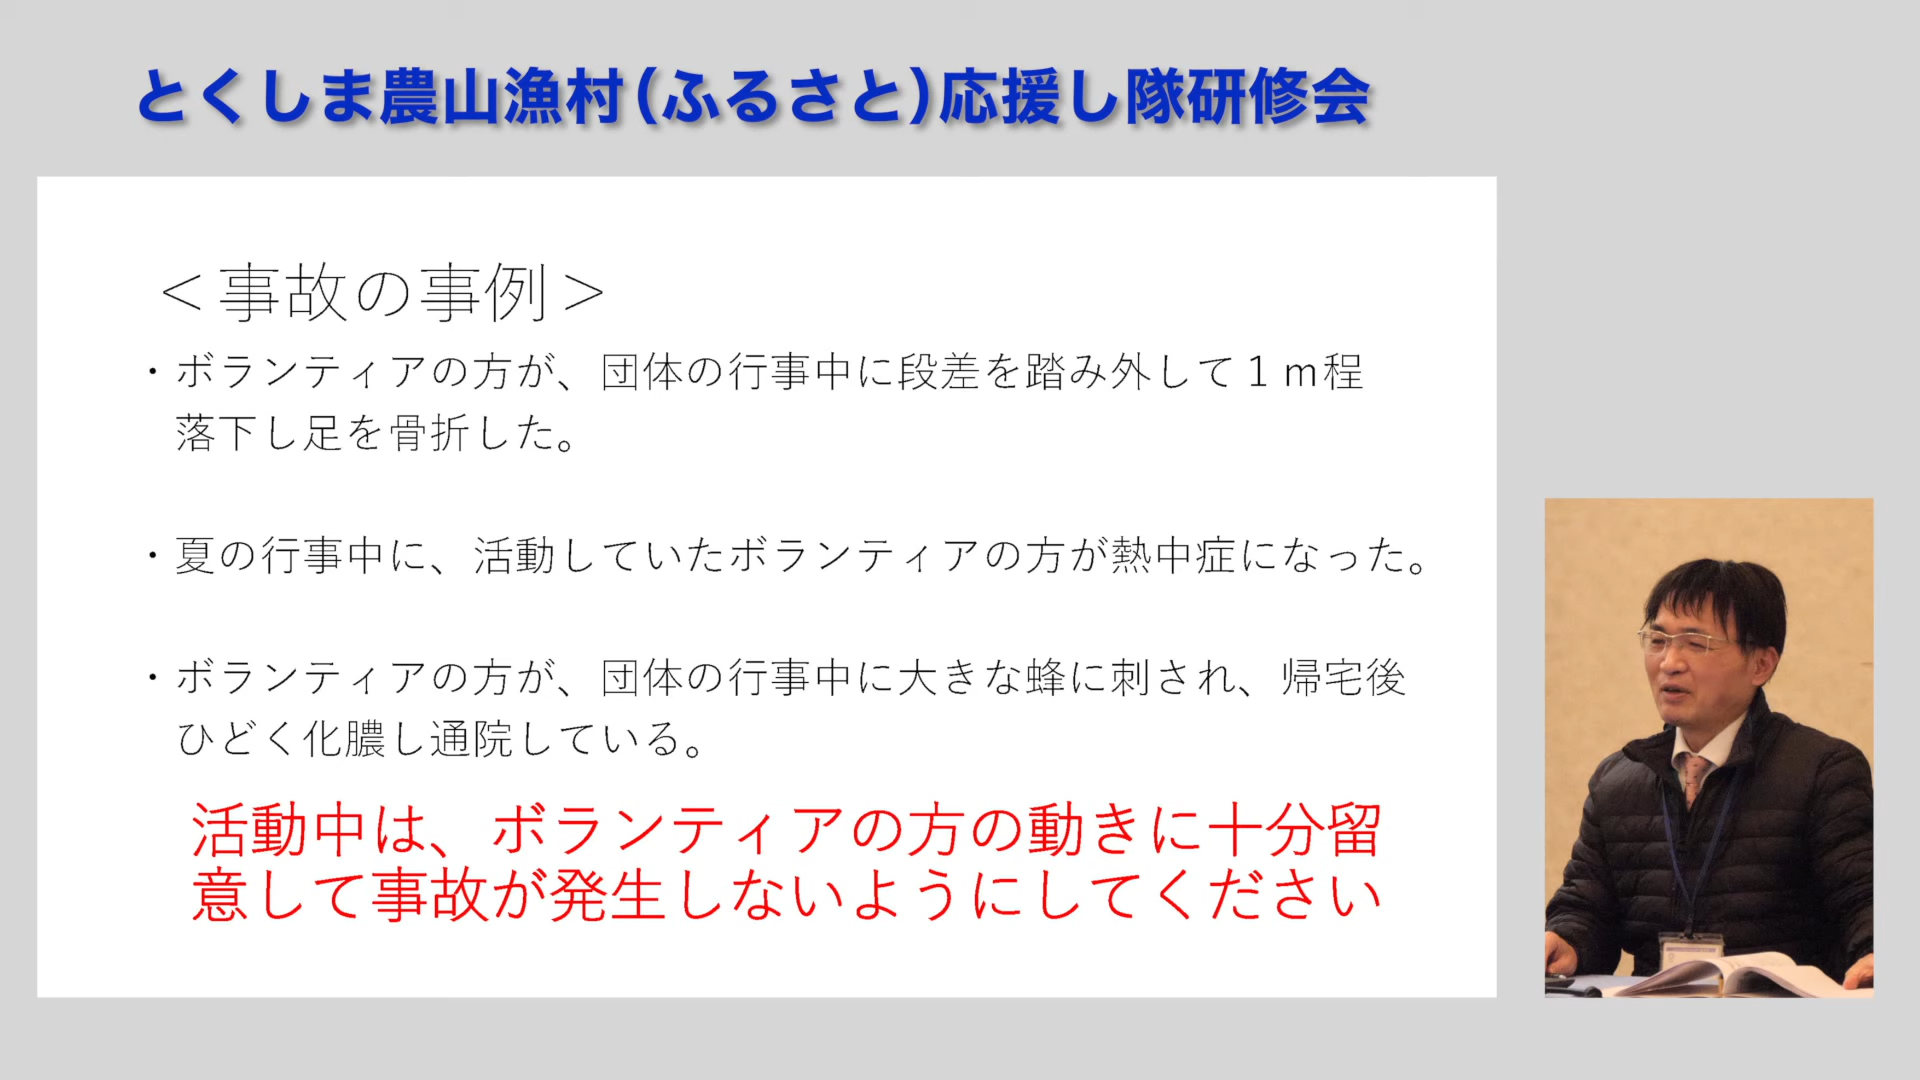 とくしま農山漁村(ふるさと)応援し隊研修会
＜事故の事例＞
・ボランティアの方が、団体の行事中に段差を踏み外して１ｍ程
落下し足を骨折した。
・夏の行事中に、活動していたボランティアの方が熱中症になった。
・ボランティアの方が、団体の行事中に大きな蜂に刺され、帰宅後
ひどく化膿し通院している。
活動中は、ボランティアの方の動きに十分留
意して事故が発生しないようにしてください